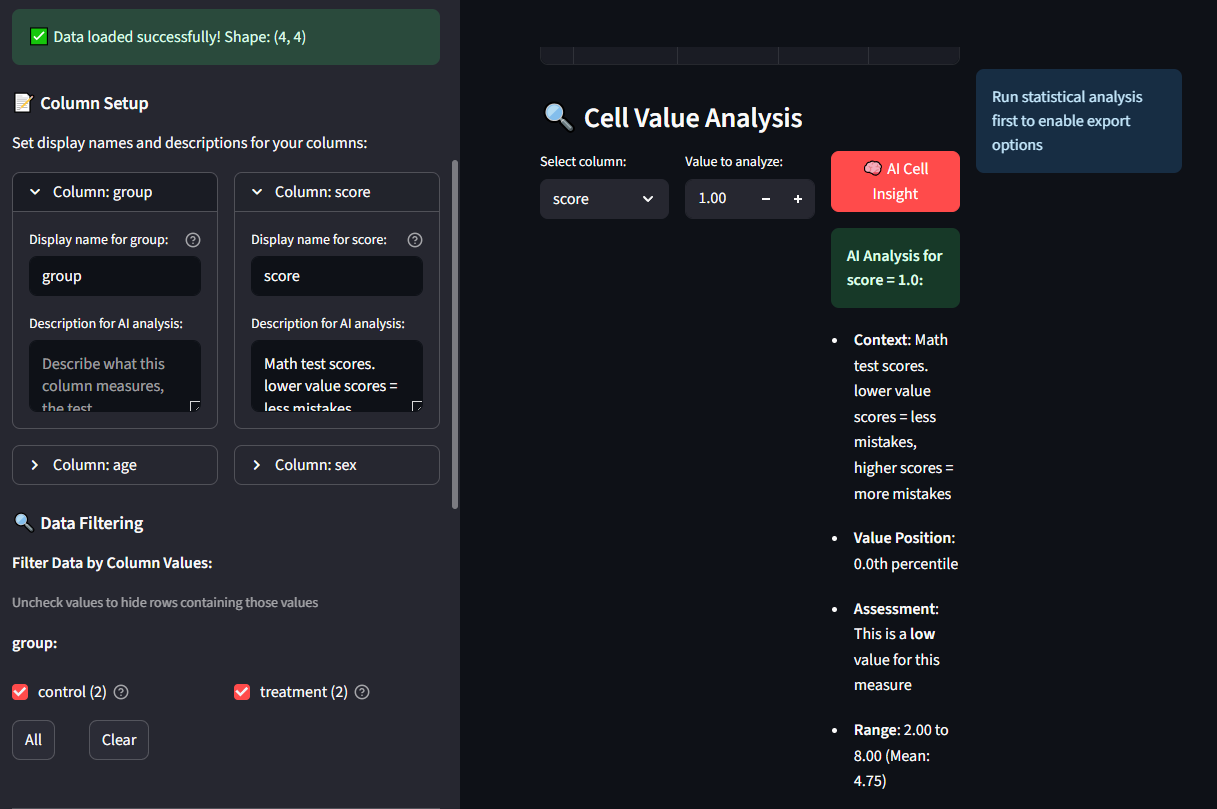 ✅ Data loaded successfully! Shape: (4, 4)
📝 Column Setup
Set display names and descriptions for your columns:
Column: group
Display name for group:
group
Description for AI analysis:
Describe what this
column measures,
the test
Column: score
Display name for score:
score
Description for AI analysis:
Math test scores.
lower value scores =
less mistakes
Column: age
Column: sex
🔍 Data Filtering
Filter Data by Column Values:
Uncheck values to hide rows containing those values
group:
control (2)
treatment (2)
All
Clear
🔍 Cell Value Analysis
Select column:
score
Value to analyze:
1.00
🧠 AI Cell
Insight
AI Analysis for
score = 1.0:
• Context: Math
test scores.
lower value
scores = less
mistakes,
higher scores =
more mistakes
• Value Position:
0.0th percentile
• Assessment:
This is a low
value for this
measure
• Range: 2.00 to
8.00 (Mean:
4.75)
Run statistical analysis
first to enable export
options